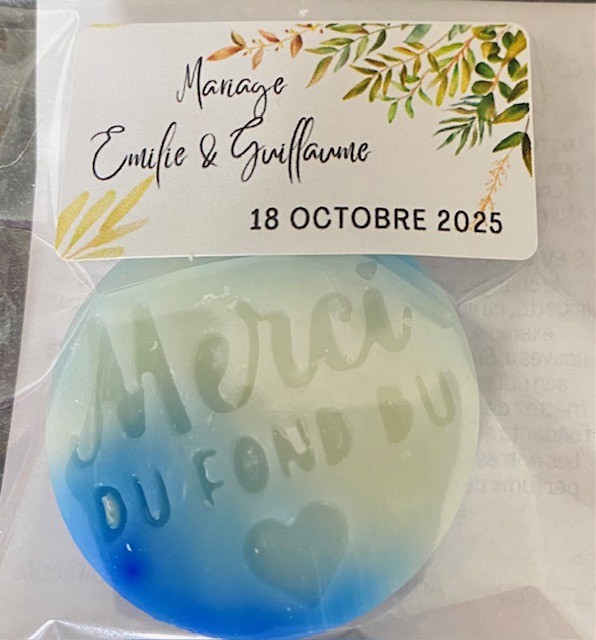 Mariage
Emilie & Guillaume
18 OCTOBRE 2025
Merci
DU FOND DU